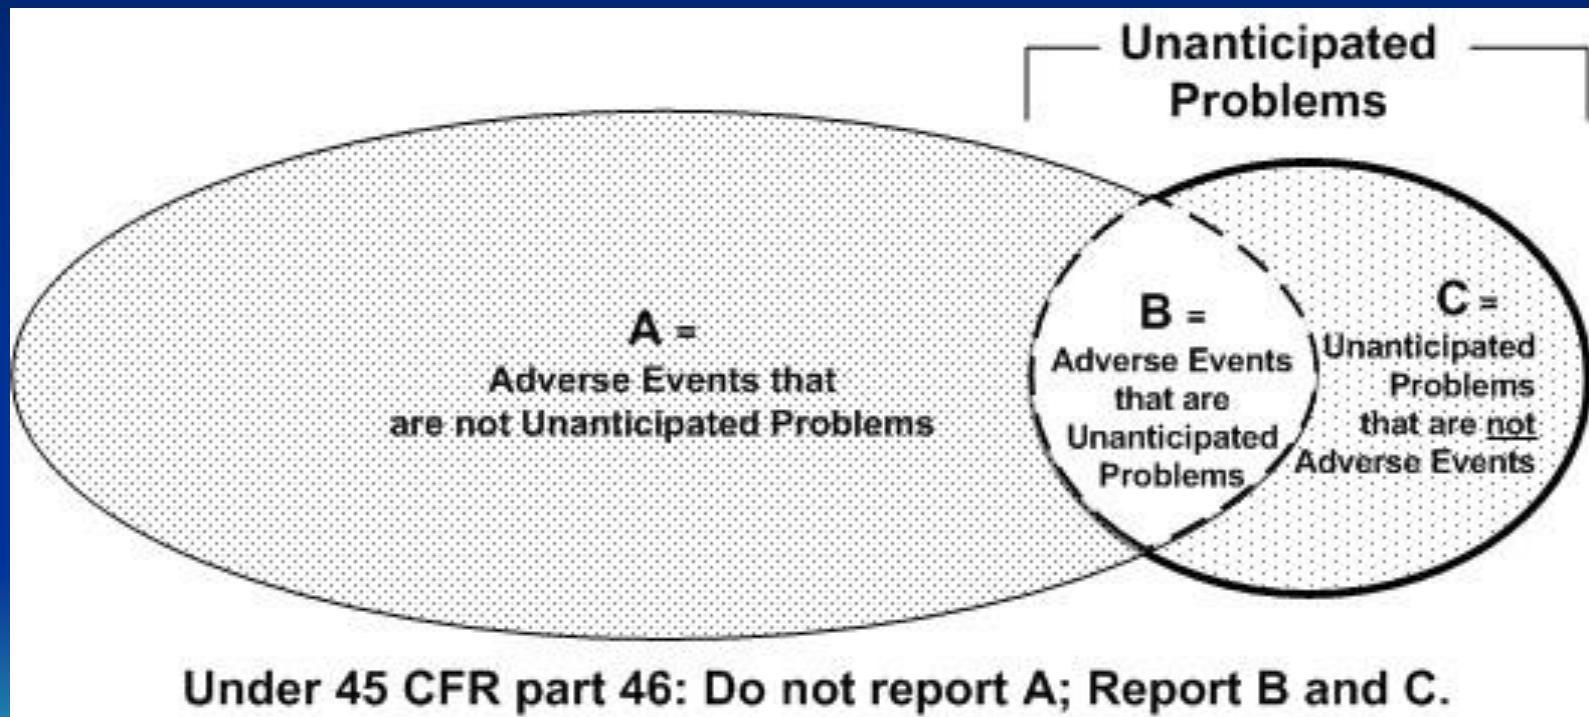 Unanticipated
Problems
A =
Adverse Events that
are not Unanticipated Problems
B =
Adverse Events
that are
Unanticipated
Problems
C =
Unanticipated
Problems
that are not
Adverse Events
Under 45 CFR part 46: Do not report A; Report B and C.